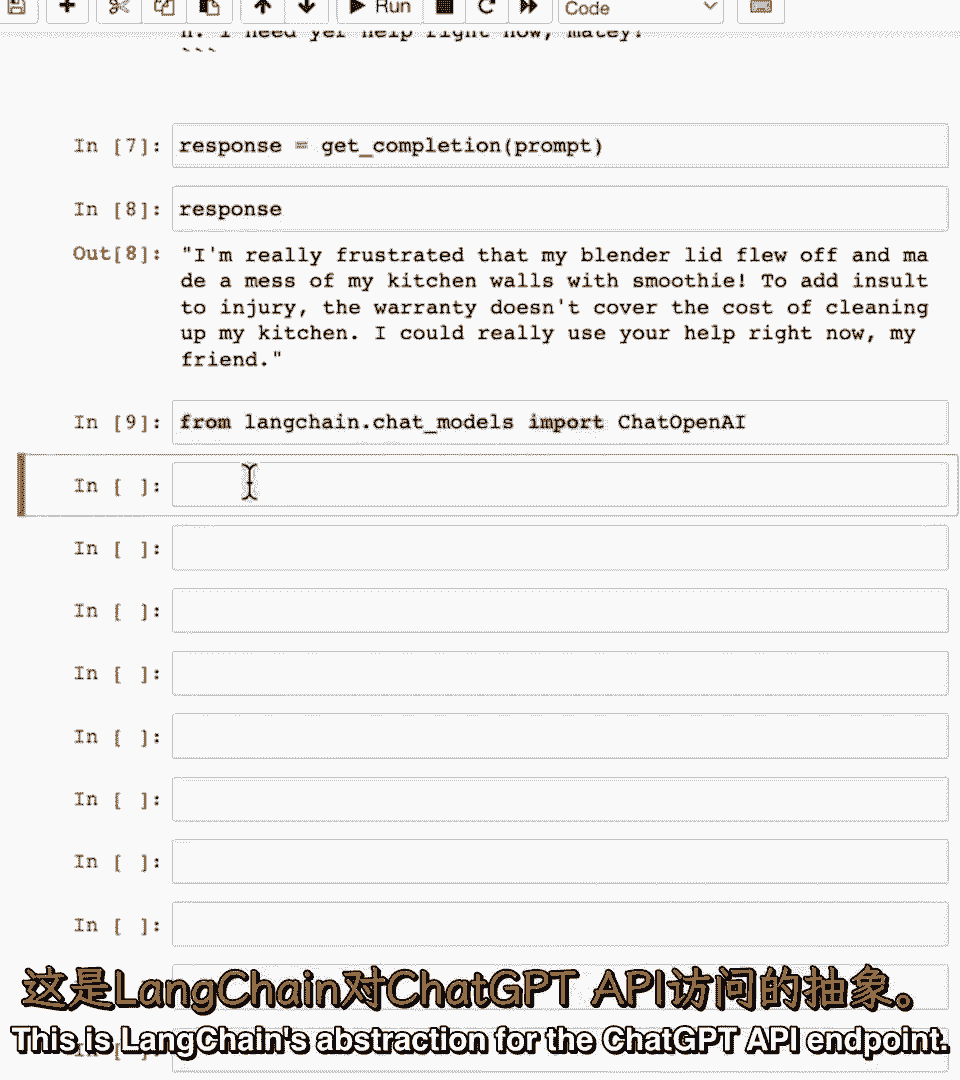 Run
Code
n. I need yer help right now, matey!
```
In [7]: response = get_completion(prompt)
In [8]: response
Out[8]: "I'm really frustrated that my blender lid flew off and ma
de a mess of my kitchen walls with smoothie! To add insult
to injury, the warranty doesn't cover the cost of cleaning
up my kitchen. I could really use your help right now, my
friend."
In [9]: from langchain.chat_models import ChatOpenAI
In [ ]:
In [ ]:
In [ ]:
In [ ]:
In [ ]:
In [ ]:
In [ ]:
In [ ]:
这是LangChain对ChatGPT API访问的抽象。
This is LangChain's abstraction for the ChatGPT API endpoint.